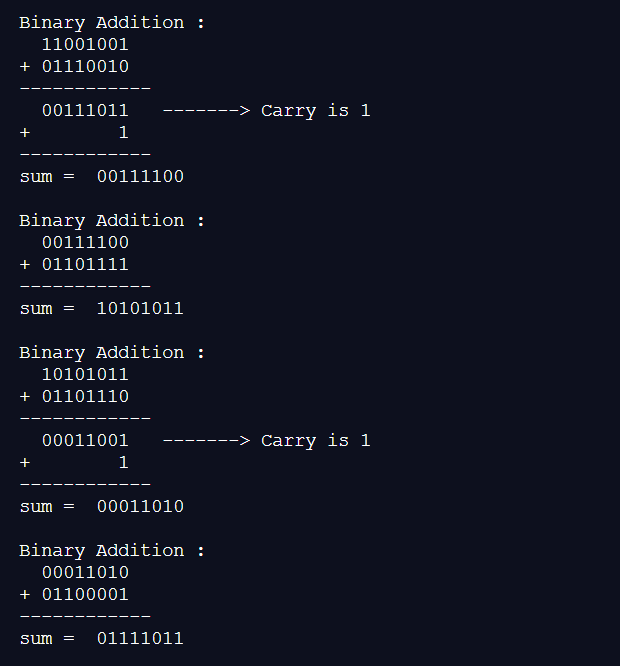 Binary Addition :
  11001001
+ 01110010
------------
  00111011   -------> Carry is 1
+        1
------------
sum =  00111100

Binary Addition :
  00111100
+ 01101111
------------
sum =  10101011

Binary Addition :
  10101011
+ 01101110
------------
  00011001   -------> Carry is 1
+        1
------------
sum =  00011010

Binary Addition :
  00011010
+ 01100001
------------
sum =  01111011